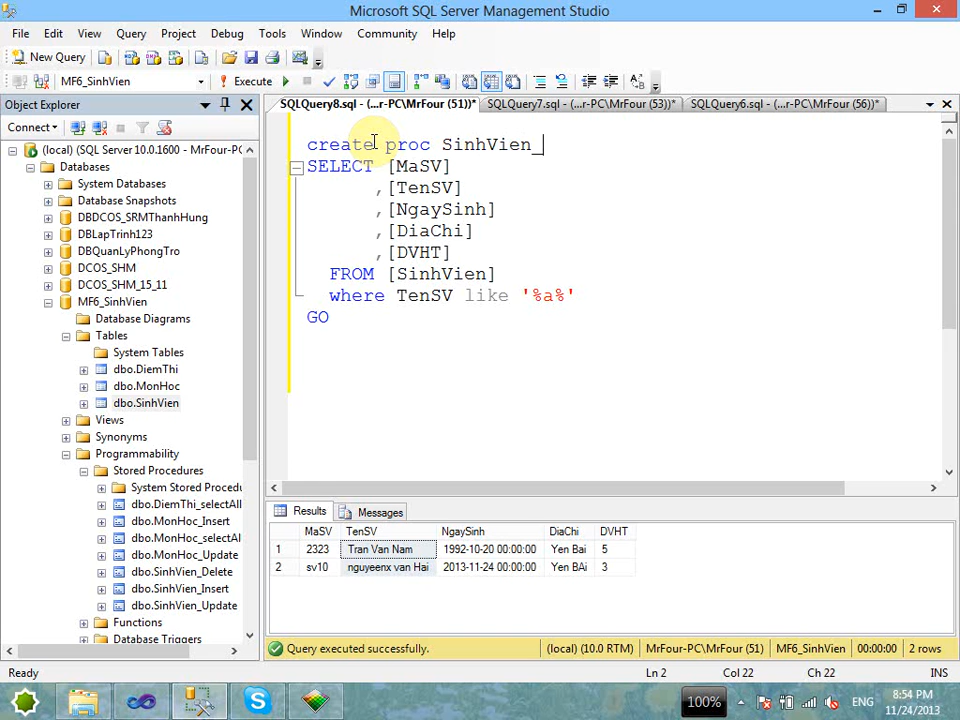 Microsoft SQL Server Management Studio
File Edit View Query Project Debug Tools Window Community Help
New Query
MF6_SinhVien Execute
Object Explorer
SQLQuery8.sql - (...r-PC\MrFour (51))* SQLQuery7.sql - (...r-PC\MrFour (53))* SQLQuery6.sql - (...r-PC\MrFour (56))*
Connect
(local) (SQL Server 10.0.1600 - MrFour-PC
Databases
System Databases
Database Snapshots
DBDCOS_SRMThanhHung
DBLapTrinh123
DBQuanLyPhongTro
DCOS_SHM
DCOS_SHM_15_11
MF6_SinhVien
Database Diagrams
Tables
System Tables
dbo.DiemThi
dbo.MonHoc
dbo.SinhVien
Views
Synonyms
Programmability
Stored Procedures
System Stored Procedu
dbo.DiemThi_selectAll
dbo.MonHoc_Insert
dbo.MonHoc_selectAl
dbo.MonHoc_Update
dbo.SinhVien_Delete
dbo.SinhVien_Insert
dbo.SinhVien_Update
Functions
Database Triggers
create proc SinhVien_
SELECT [MaSV]
,[TenSV]
,[NgaySinh]
,[DiaChi]
,[DVHT]
FROM [SinhVien]
where TenSV like '%a%'
GO
Results Messages
MaSV TenSV NgaySinh DiaChi DVHT
1 2323 Tran Van Nam 1992-10-20 00:00:00 Yen Bai 5
2 sv10 nguyeenx van Hai 2013-11-24 00:00:00 Yen BAi 3
Query executed successfully. (local) (10.0 RTM) MrFour-PC\MrFour (51) MF6_SinhVien 00:00:00 2 rows
Ready Ln 2 Col 22 Ch 22 INS
100% ENG 8:54 PM
11/24/2013